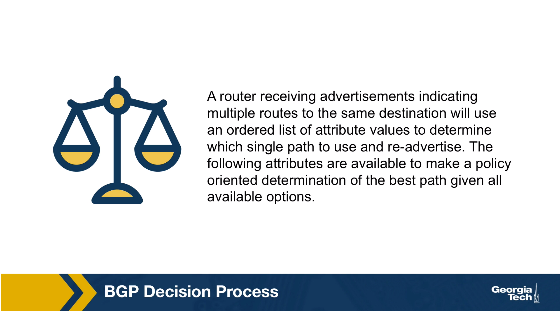 A router receiving advertisements indicating
multiple routes to the same destination will use
an ordered list of attribute values to determine
which single path to use and re-advertise. The
following attributes are available to make a policy
oriented determination of the best path given all
available options.
BGP Decision Process
Georgia
Tech